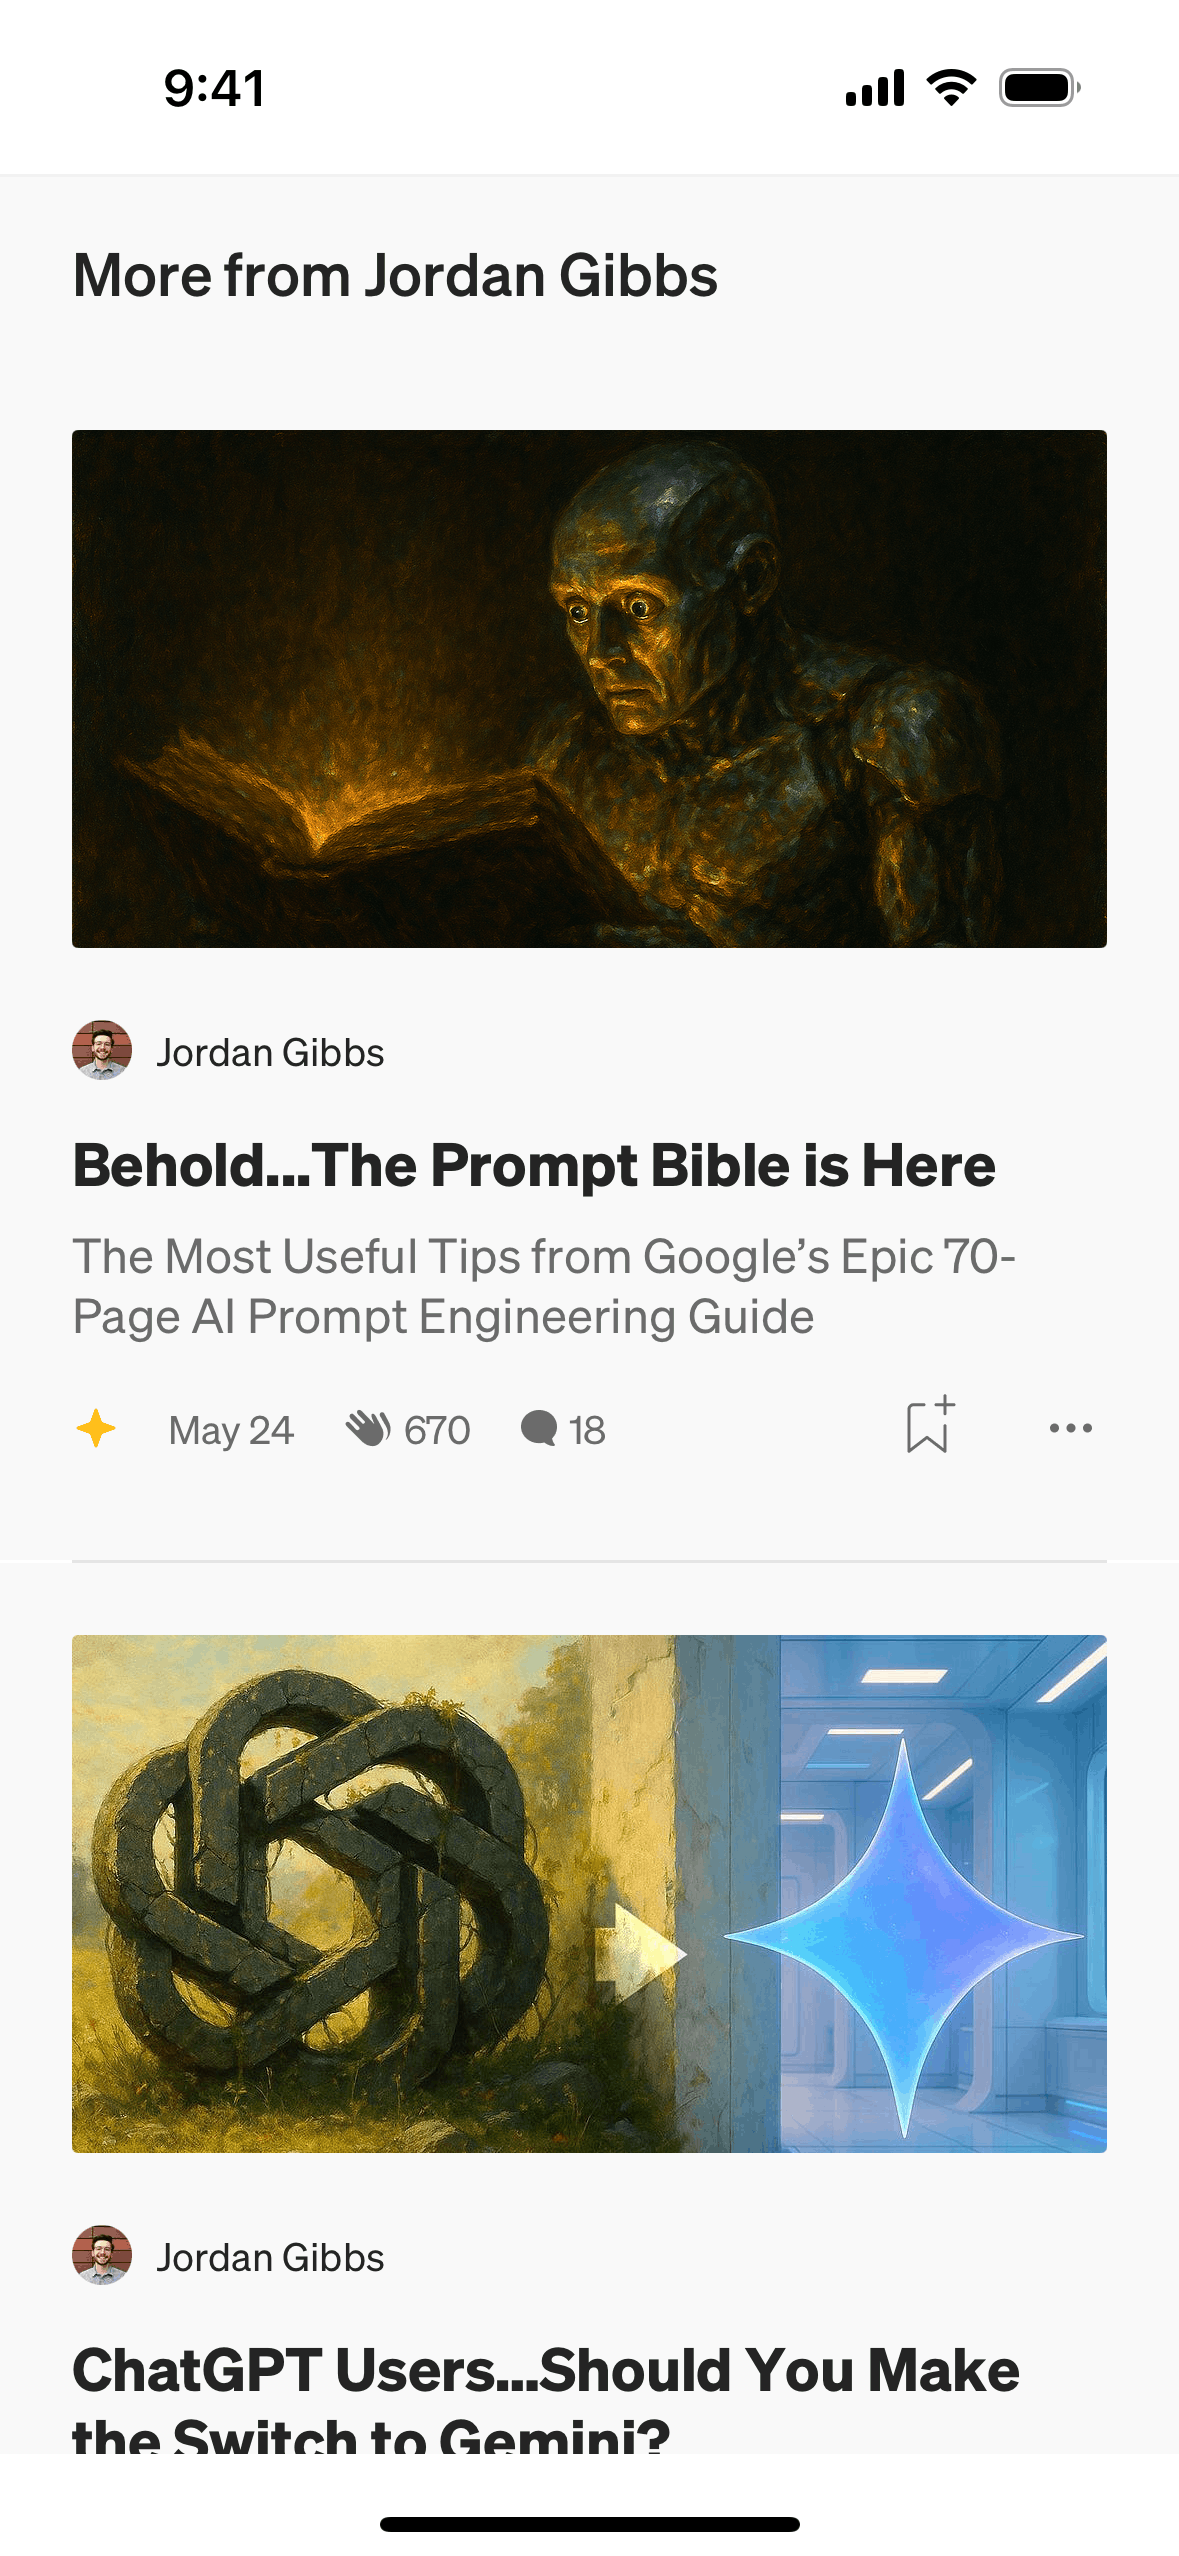 9:41
More from Jordan Gibbs
Jordan Gibbs
Behold...The Prompt Bible is Here
The Most Useful Tips from Google’s Epic 70-
Page AI Prompt Engineering Guide
May 24 670 18
Jordan Gibbs
ChatGPT Users...Should You Make
the Switch to Gemini?